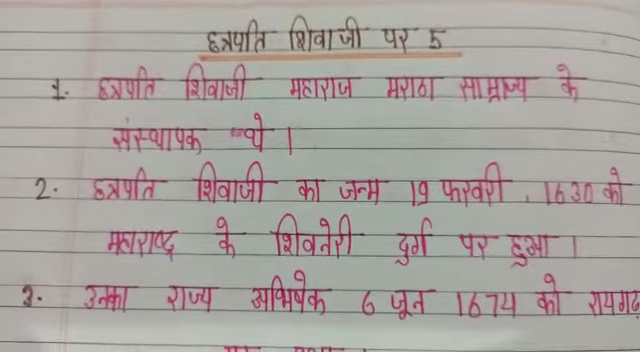 छत्रपति शिवाजी पर 5
1. छत्रपति शिवाजी महाराज मराठा साम्राज्य के
संस्थापक थे।
2. छत्रपति शिवाजी का जन्म 19 फरवरी, 1630 को
महाराष्ट्र के शिवनेरी दुर्ग पर हुआ।
3. उनका राज्य अभिषेक 6 जून 1674 को रायगढ़